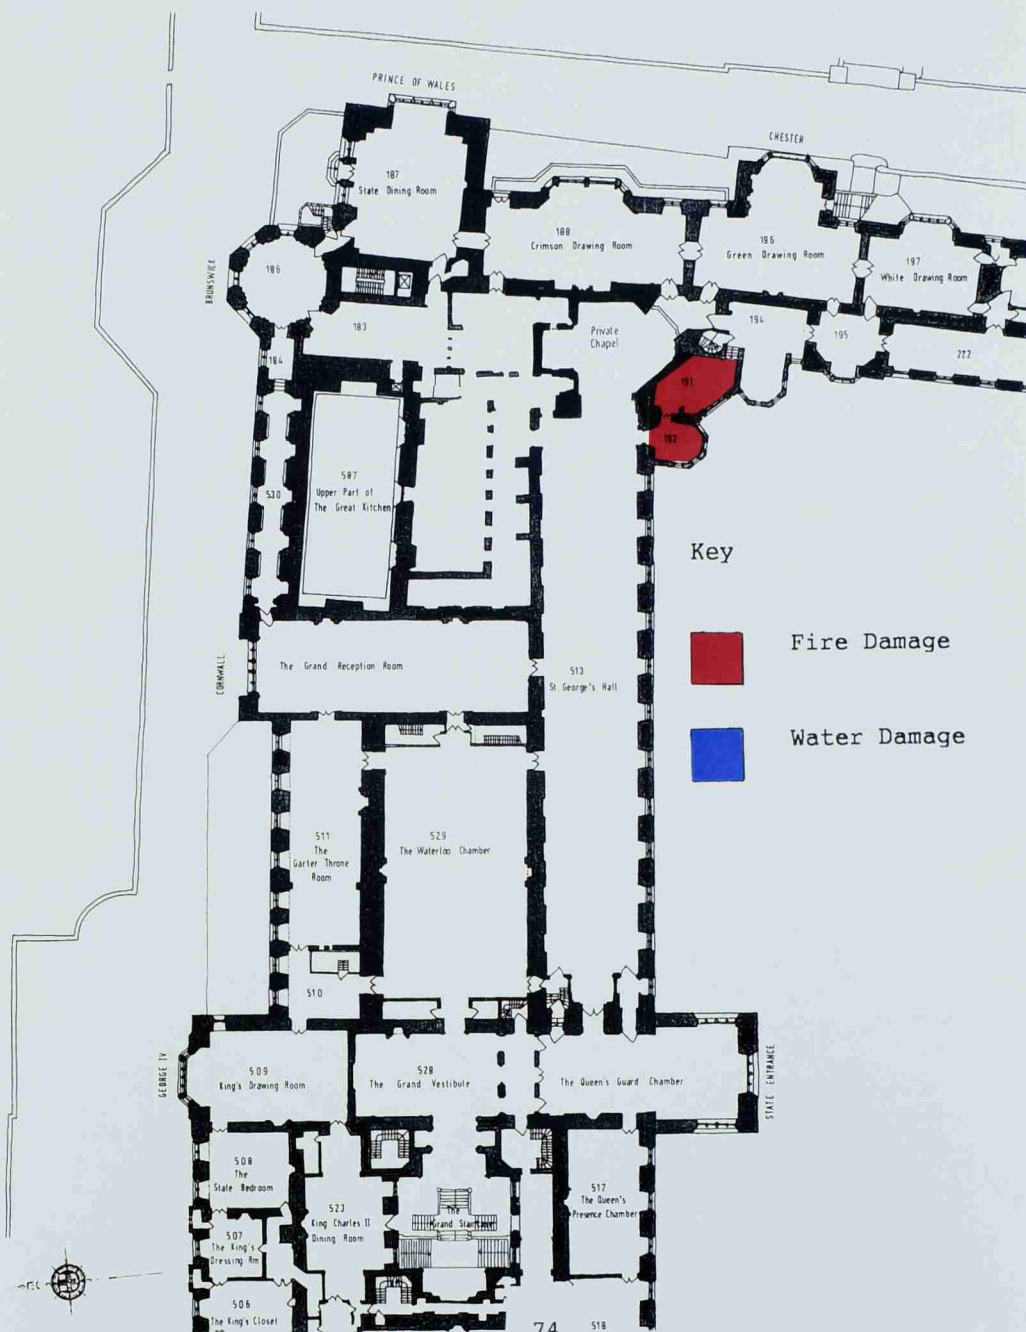 PRINCE OF WALES
CHESTER
187
State Dining Room
188
Crimson Drawing Room
196
Green Drawing Room
197
White Drawing Room
BRUNSWICK
186
183
Private
Chapel
194
195
222
184
191
192
530
587
Upper Part of
The Great Kitchen
Key
Fire Damage
Water Damage
CORNWALL
The Grand Reception Room
513
St George's Hall
511
The
Garter Throne
Room
529
The Waterloo Chamber
510
GEORGE IV
509
King's Drawing Room
528
The Grand Vestibule
The Queen's Guard Chamber
STATE ENTRANCE
508
The
State Bedroom
523
King Charles II
Dining Room
The
Grand Staircase
517
The Queen's
Presence Chamber
507
The King's
Dressing Rm
506
The King's Closet
74
518